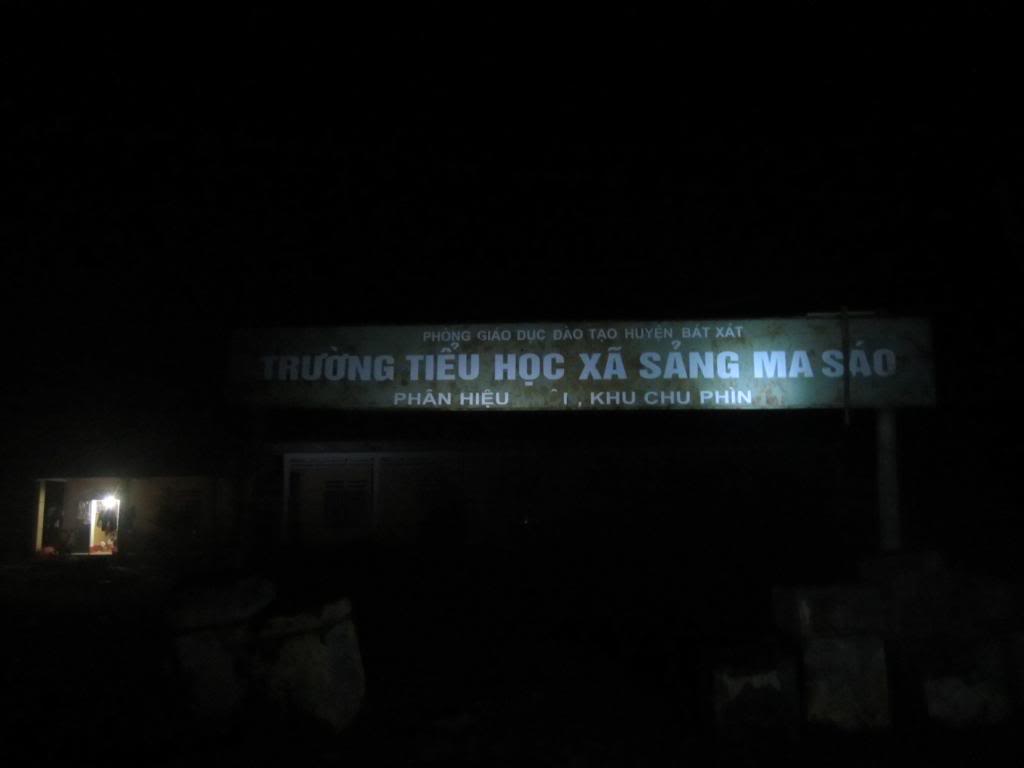 PHÒNG GIÁO DỤC ĐÀO TẠO HUYỆN BÁT XÁT
TRƯỜNG TIỂU HỌC XÃ SẢNG MA SÁO
PHÂN HIỆU , KHU CHU PHÌN